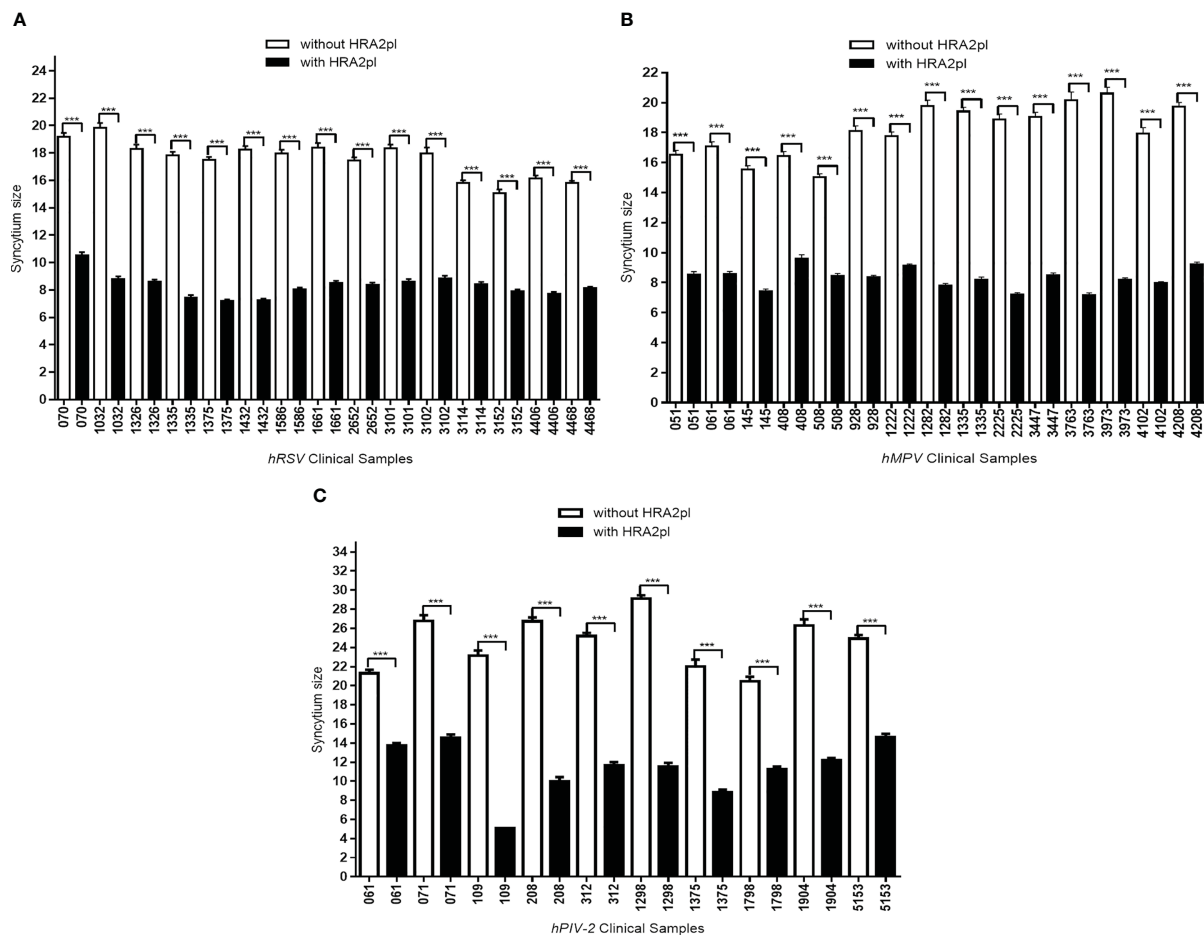 A
without HRA2pl
with HRA2pl
24
22
20
18
16
14
12
10
8
6
4
2
0
Syncytium size
*** *** *** *** *** *** *** *** *** *** *** *** *** *** ***
070 070 1032 1032 1326 1326 1335 1335 1375 1375 1432 1432 1586 1586 1661 1661 2652 2652 3101 3101 3102 3102 3114 3114 3152 3152 4406 4406 4468 4468
hRSV Clinical Samples
B
without HRA2pl
with HRA2pl
22
20
18
16
14
12
10
8
6
4
2
0
Syncytium size
*** *** *** *** *** *** *** *** *** *** *** *** *** *** ***
051 051 061 061 145 145 408 408 508 508 928 928 1222 1222 1282 1282 1335 1335 2225 2225 3447 3447 3763 3763 3973 3973 4102 4102 4208 4208
hMPV Clinical Samples
C
without HRA2pl
with HRA2pl
34
32
30
28
26
24
22
20
18
16
14
12
10
8
6
4
2
0
Syncytium size
*** *** *** *** *** *** *** *** *** ***
061 061 071 071 109 109 208 208 312 312 1298 1298 1375 1375 1798 1798 1904 1904 5153 5153
hPIV-2 Clinical Samples